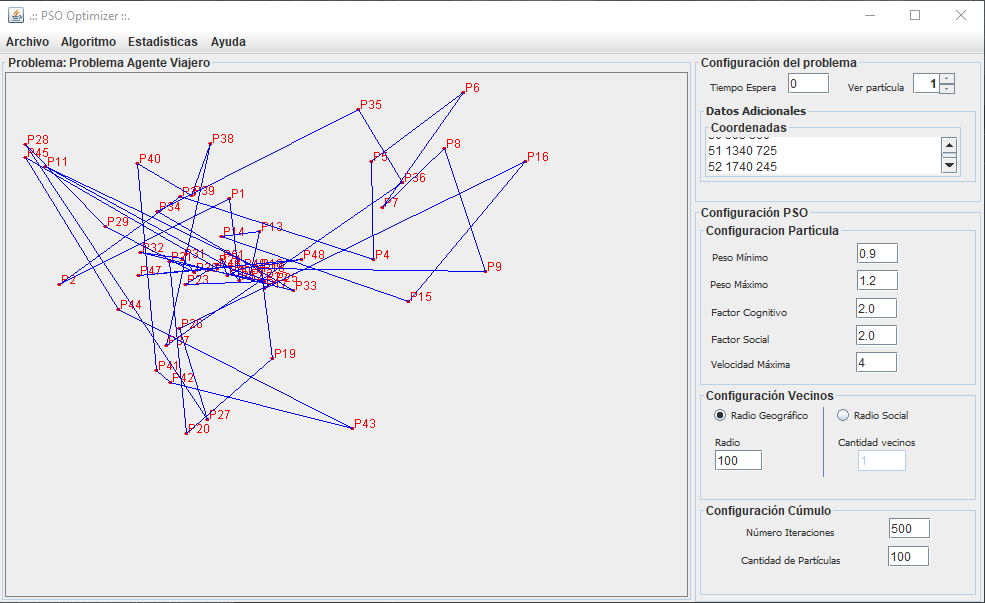 .:: PSO Optimizer ::.
Archivo Algoritmo Estadísticas Ayuda
Problema: Problema Agente Viajero
P6
P35
P28
P38
P8
P45
P11
P40
P5
P16
P36
P39
P1
P7
P34
P29
P13
P14
P32
P31
P51
P48
P4
P47
P9
P2
P23
P33
P15
P44
P26
P37
P19
P41
P42
P27
P20
P43
Configuración del problema
Tiempo Espera 0 Ver partícula 1
Datos Adicionales
Coordenadas
51 1340 725
52 1740 245
Configuración PSO
Configuracion Particula
Peso Mínimo 0.9
Peso Máximo 1.2
Factor Cognitivo 2.0
Factor Social 2.0
Velocidad Máxima 4
Configuración Vecinos
Radio Geográfico Radio Social
Radio Cantidad vecinos
100 1
Configuración Cúmulo
Número Iteraciones 500
Cantidad de Partículas 100